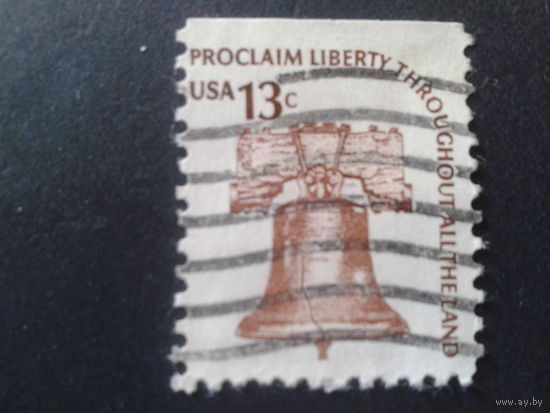 PROCLAIM LIBERTY THROUGHOUT ALL THE LAND
USA 13c
www.ay.by